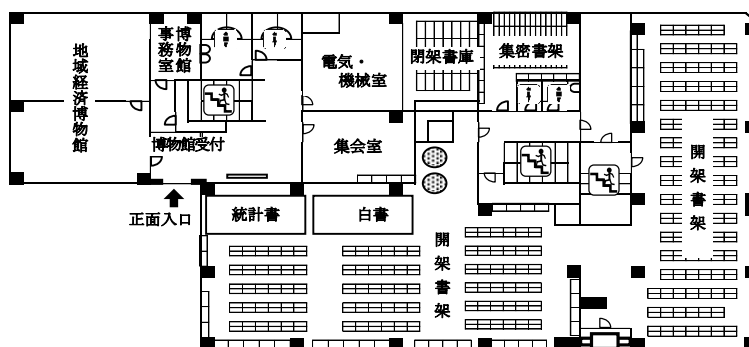 地域経済博物館
博物館
事務室
電気・
機械室
閉架書庫
集密書架
博物館受付
集会室
正面入口
統計書
白書
開架書架
開架書架